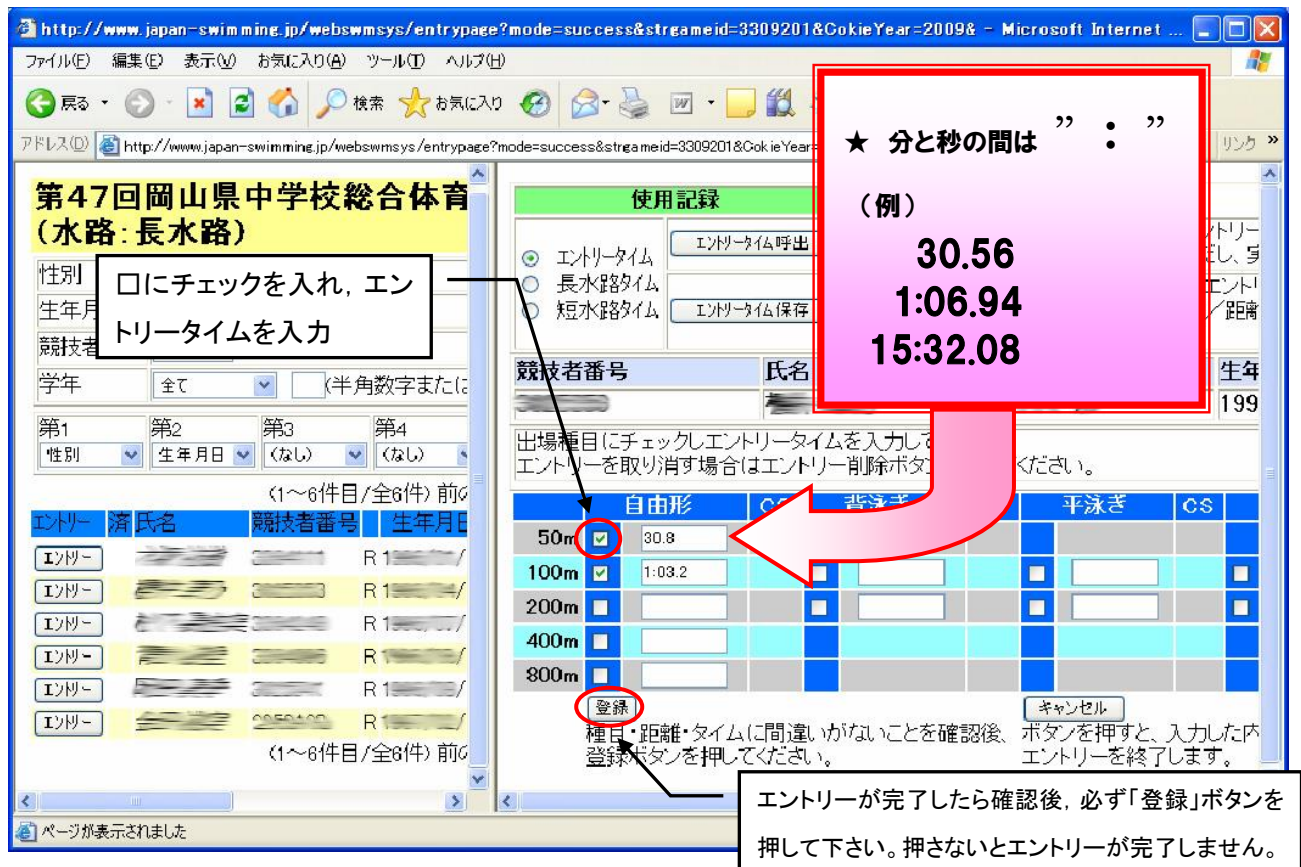 http://www.japan-swimming.jp/webswmsys/entrypage?mode=success&strgameid=3309201&CokieYear=2009& - Microsoft Internet ...
ファイル(F) 編集(E) 表示(V) お気に入り(A) ツール(T) ヘルプ(H)
戻る 検索 お気に入り
アドレス(D) http://www.japan-swimming.jp/webswmsys/entrypage?mode=success&strgameid=3309201&CokieYear= リンク »
★ 分と秒の間は ” : ”
（例）
30.56
1:06.94
15:32.08
第47回岡山県中学校総合体育
(水路:長水路)
性別
生年月
競技者
学年 全て (半角数字または
□にチェックを入れ，エン
トリータイムを入力
第1 第2 第3 第4
性別 生年月日 (なし) (なし)
(1～6件目/全6件) 前の
エントリー 済 氏名 競技者番号 生年月日
エントリー R 1
エントリー R 1
エントリー R 1
エントリー R 1
エントリー R 1
エントリー R 1
(1～6件目/全6件) 前の
使用記録
エントリータイム エントリータイム呼出
長水路タイム
短水路タイム エントリータイム保存
競技者番号 氏名 生年
199
出場種目にチェックしエントリータイムを入力して
エントリーを取り消す場合はエントリー削除ボタ ください。
自由形 CS 背泳ぎ 平泳ぎ CS
50m 30.8
100m 1:03.2
200m
400m
800m
登録 キャンセル
種目・距離・タイムに間違いがないことを確認後、
登録ボタンを押してください。
ボタンを押すと、入力した内
エントリーを終了します。
エントリーが完了したら確認後，必ず「登録」ボタンを
押して下さい。押さないとエントリーが完了しません。
ページが表示されました